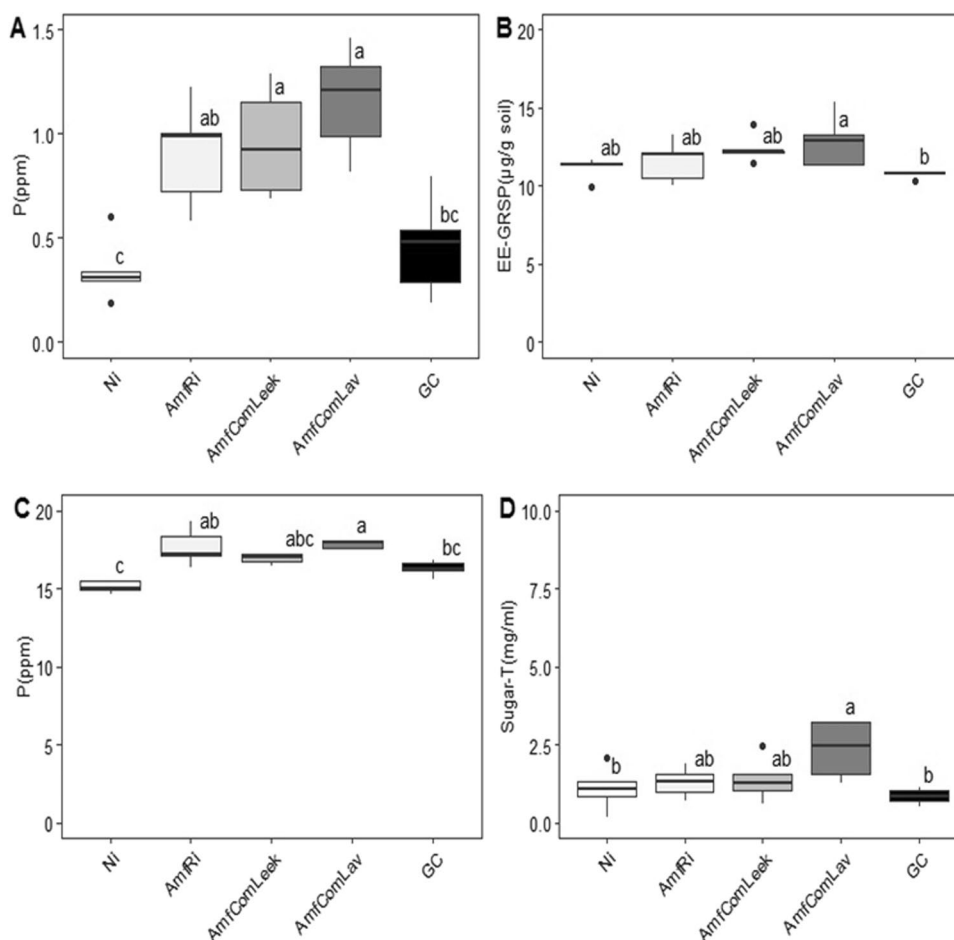 A
P(ppm)
1.5
1.0
0.5
0.0
c
ab
a
a
bc
Ni
AmfRi
AmfComLeek
AmfComLav
GC
B
EE-GRSP(µg/g soil)
20
15
10
5
0
ab
ab
ab
a
b
Ni
AmfRi
AmfComLeek
AmfComLav
GC
C
P(ppm)
20
15
10
5
0
c
ab
abc
a
bc
Ni
AmfRi
AmfComLeek
AmfComLav
GC
D
Sugar-T(mg/ml)
10.0
7.5
5.0
2.5
0.0
b
ab
ab
a
b
Ni
AmfRi
AmfComLeek
AmfComLav
GC